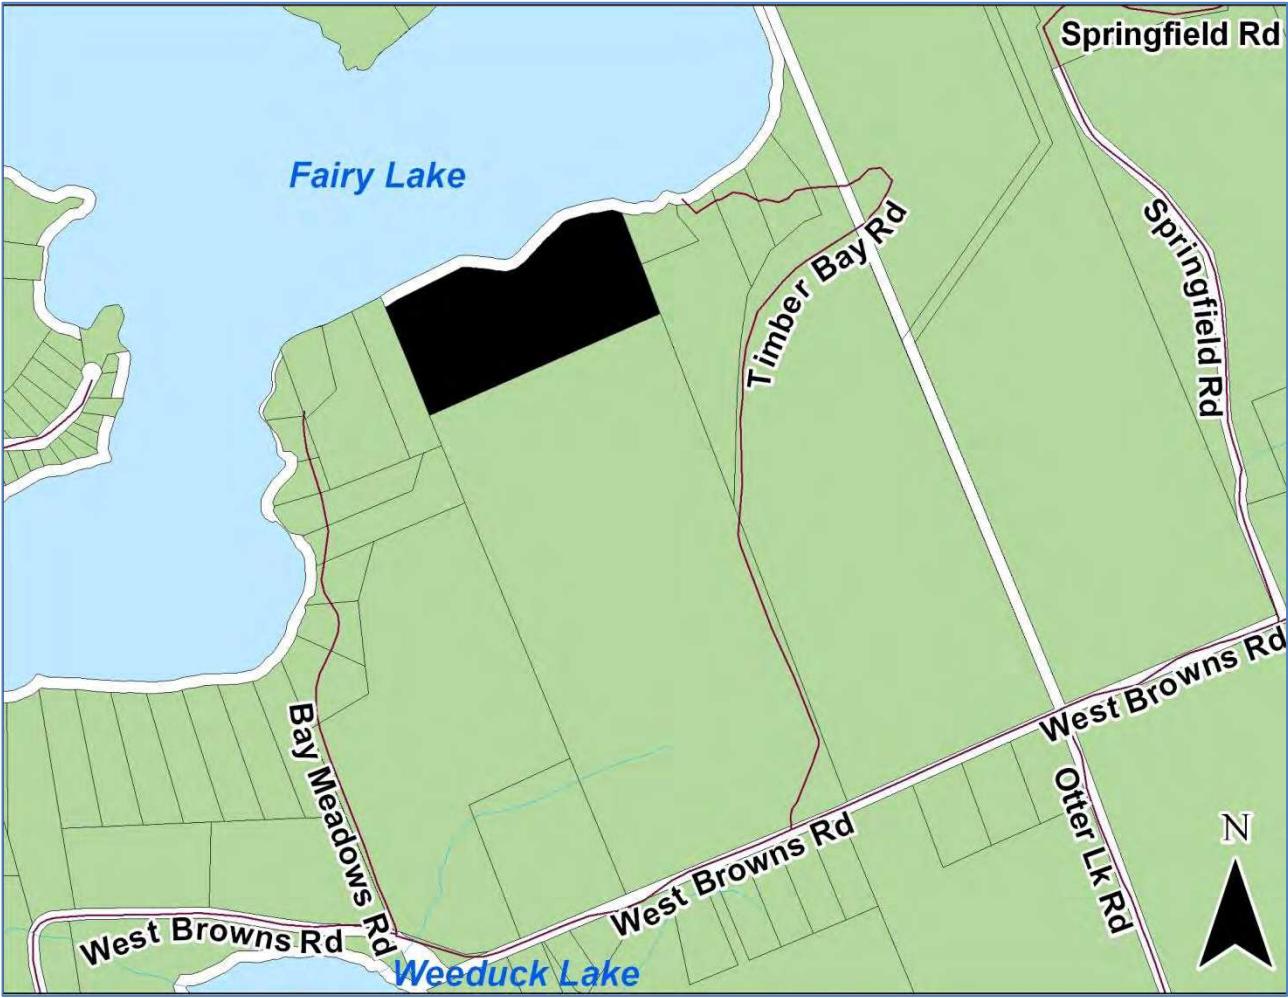 Springfield Rd
Fairy Lake
Springfield Rd
Timber Bay Rd
West Browns Rd
Bay Meadows Rd
Otter Lk Rd
N
West Browns Rd
West Browns Rd
Weeduck Lake